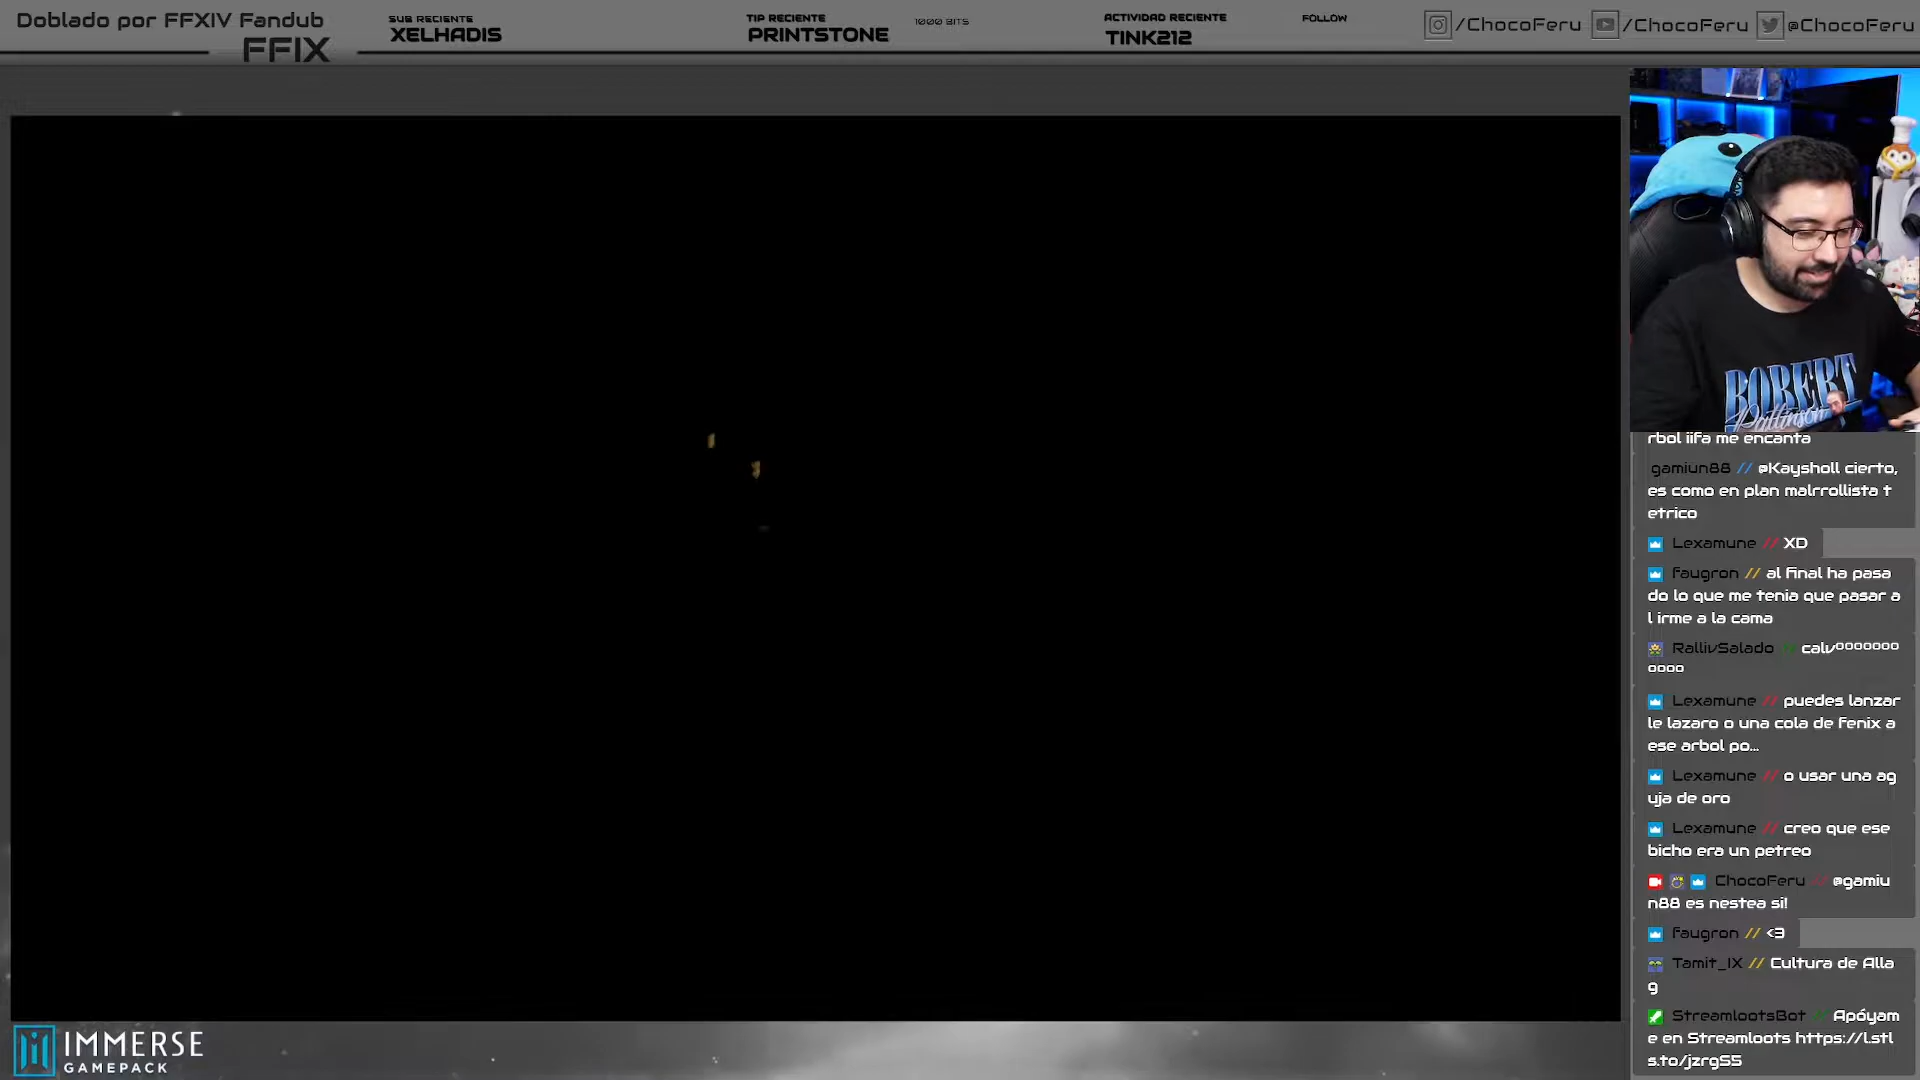 Doblado por FFXIV Fandub
FFIX
SUB RECIENTE
XELHADIS
TIP RECIENTE
PRINTSTONE
1000 BITS
ACTIVIDAD RECIENTE
TINK212
FOLLOW
/ChocoFeru
/ChocoFeru
@ChocoFeru
BOBERT
Pattinson
rbol iifa me encanta
gamiun88 // @Kaysholl cierto,
es como en plan malrrollista t
etrico
Lexamune // XD
faugron // al final ha pasa
do lo que me tenia que pasar a
l irme a la cama
RallivSalado // calvooooooo
oooo
Lexamune // puedes lanzar
le lazaro o una cola de fenix a
ese arbol po...
Lexamune // o usar una ag
uja de oro
Lexamune // creo que ese
bicho era un petreo
ChocoFeru // @gamiu
n88 es nestea si!
faugron // <3
Tamit_IX // Cultura de Alla
g
StreamlootsBot // Apóyam
e en Streamloots https://l.stl
s.to/jzrgS5
IMMERSE
GAMEPACK